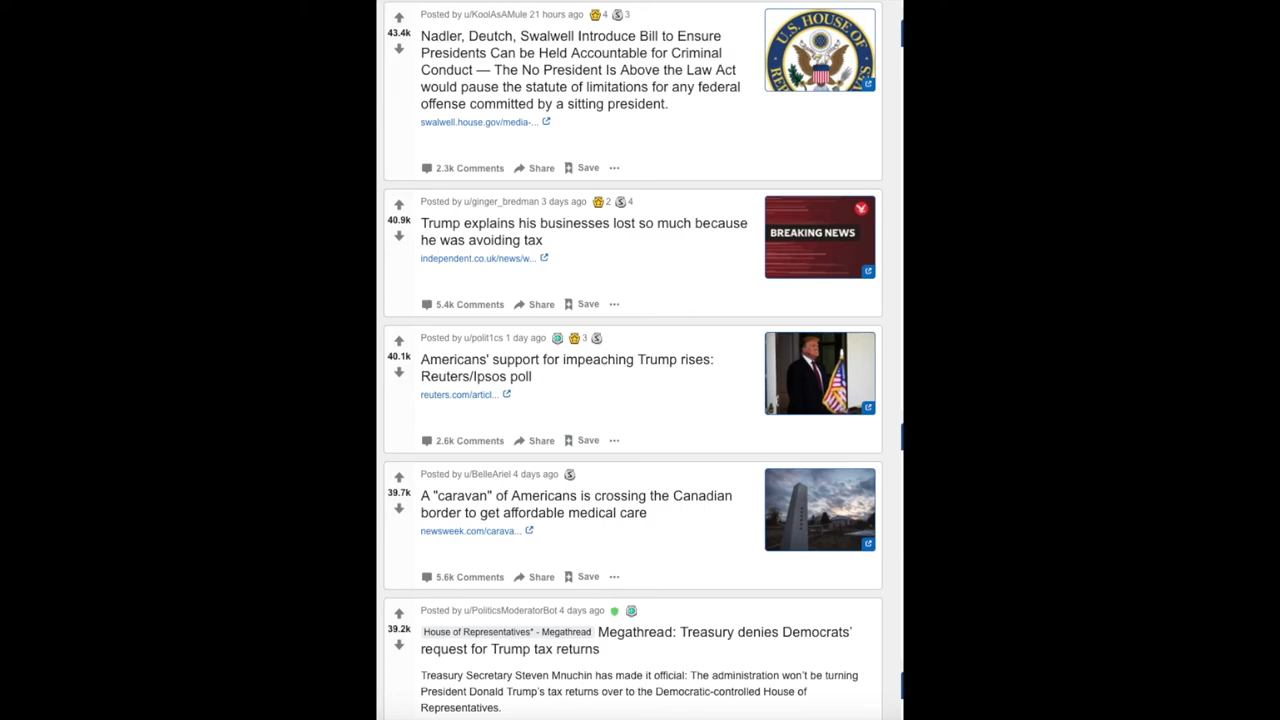 Posted by u/KoolAsAMule 21 hours ago 4 3
43.4k
Nadler, Deutch, Swalwell Introduce Bill to Ensure
Presidents Can be Held Accountable for Criminal
Conduct — The No President Is Above the Law Act
would pause the statute of limitations for any federal
offense committed by a sitting president.
swalwell.house.gov/media-...
U.S. HOUSE OF
2.3k Comments Share Save ...
Posted by u/ginger_bredman 3 days ago 2 4
40.9k
Trump explains his businesses lost so much because
he was avoiding tax
independent.co.uk/news/w...
BREAKING NEWS
5.4k Comments Share Save ...
Posted by u/polit1cs 1 day ago 3
40.1k
Americans' support for impeaching Trump rises:
Reuters/Ipsos poll
reuters.com/articl...
2.6k Comments Share Save ...
Posted by u/BelleAriel 4 days ago
39.7k
A "caravan" of Americans is crossing the Canadian
border to get affordable medical care
newsweek.com/carava...
5.6k Comments Share Save ...
Posted by u/PoliticsModeratorBot 4 days ago
39.2k
House of Representatives* - Megathread Megathread: Treasury denies Democrats'
request for Trump tax returns
Treasury Secretary Steven Mnuchin has made it official: The administration won't be turning
President Donald Trump's tax returns over to the Democratic-controlled House of
Representatives.